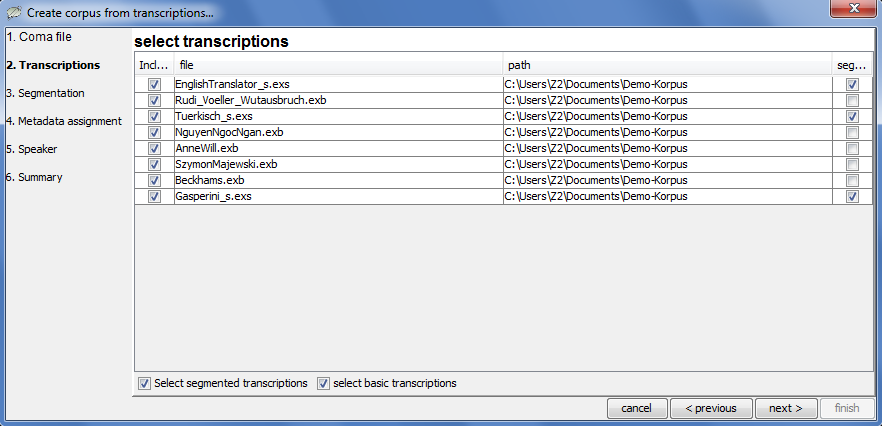 Create corpus from transcriptions...
1. Coma file
2. Transcriptions
3. Segmentation
4. Metadata assignment
5. Speaker
6. Summary
select transcriptions
Incl... file path seg...
EnglishTranslator_s.exs C:\Users\Z2\Documents\Demo-Korpus
Rudi_Voeller_Wutausbruch.exb C:\Users\Z2\Documents\Demo-Korpus
Tuerkisch_s.exs C:\Users\Z2\Documents\Demo-Korpus
NguyenNgocNgan.exb C:\Users\Z2\Documents\Demo-Korpus
AnneWill.exb C:\Users\Z2\Documents\Demo-Korpus
SzymonMajewski.exb C:\Users\Z2\Documents\Demo-Korpus
Beckhams.exb C:\Users\Z2\Documents\Demo-Korpus
Gasperini_s.exs C:\Users\Z2\Documents\Demo-Korpus
Select segmented transcriptions select basic transcriptions
cancel < previous next > finish